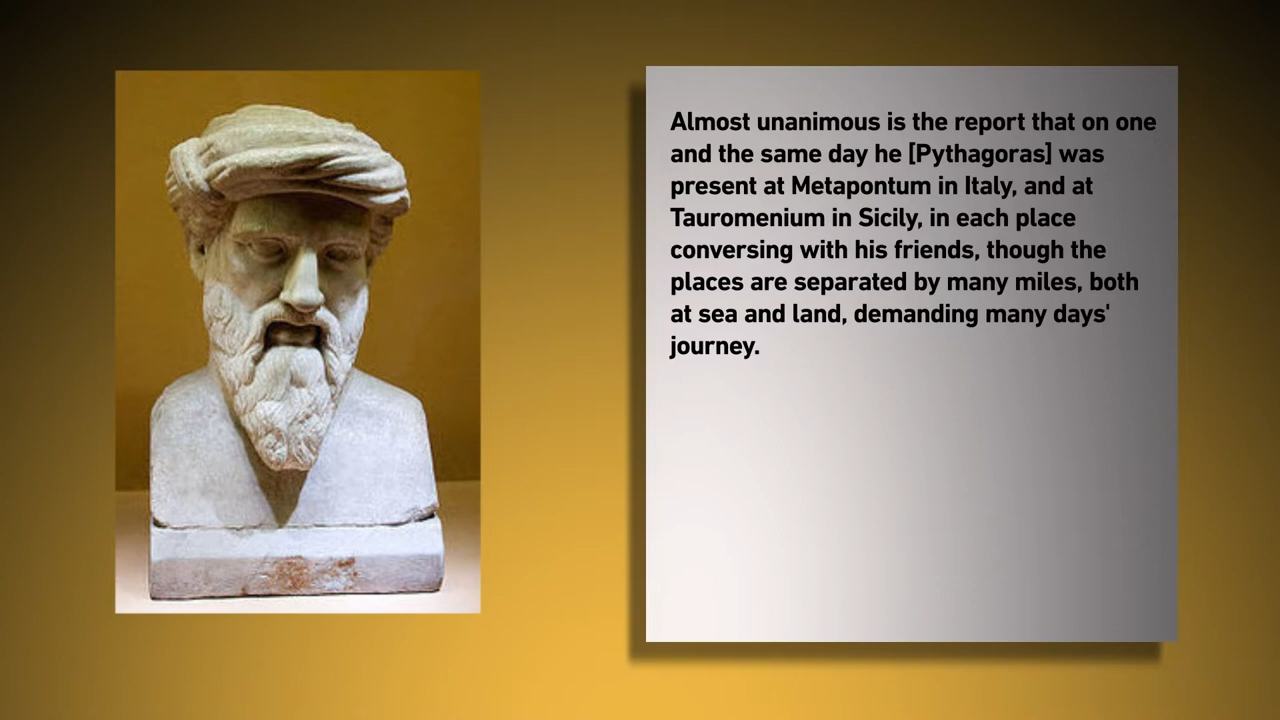 Almost unanimous is the report that on one
and the same day he [Pythagoras] was
present at Metapontum in Italy, and at
Tauromenium in Sicily, in each place
conversing with his friends, though the
places are separated by many miles, both
at sea and land, demanding many days'
journey.